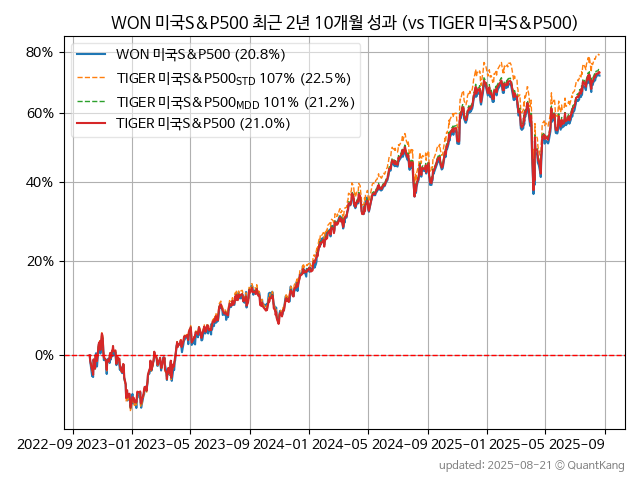 WON 미국S&P500 최근 2년 10개월 성과 (vs TIGER 미국S&P500)
80%
60%
40%
20%
0%
WON 미국S&P500 (20.8%)
TIGER 미국S&P500STD 107% (22.5%)
TIGER 미국S&P500MDD 101% (21.2%)
TIGER 미국S&P500 (21.0%)
2022-09 2023-01 2023-05 2023-09 2024-01 2024-05 2024-09 2025-01 2025-05 2025-09
updated: 2025-08-21 © QuantKang